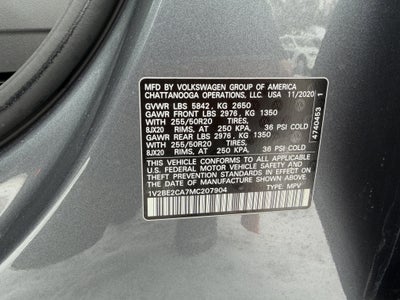 MFD. BY VOLKSWAGEN GROUP OF AMERICA
CHATTANOOGA OPERATIONS, LLC. USA 11/2020
GVWR LBS 5842, KG 2650
GAWR FRONT LBS 2976, KG 1350
WITH 255/50R20 TIRES,
8JX20 RIMS, AT 250 KPA, 36 PSI COLD
GAWR REAR LBS 2976, KG 1350
WITH 255/50R20 TIRES,
8JX20 RIMS, AT 250 KPA, 36 PSI COLD
THIS VEHICLE CONFORMS TO ALL APPLICABLE
U.S. FEDERAL MOTOR VEHICLE SAFETY AND
THEFT PREVENTION STANDARDS IN EFFECT ON THE
DATE OF MANUFACTURE SHOWN ABOVE.
1V2BE2CA7MC207904 TYPE: MPV
4740453 1